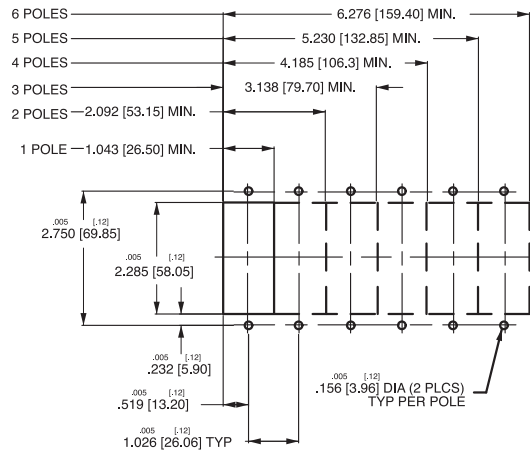 6 POLES 6.276 [159.40] MIN.
5 POLES 5.230 [132.85] MIN.
4 POLES 4.185 [106.3] MIN.
3 POLES 3.138 [79.70] MIN.
2 POLES 2.092 [53.15] MIN.
1 POLE 1.043 [26.50] MIN.
.005 [.12]
2.750 [69.85]
.005 [.12]
2.285 [58.05]
.005 [.12]
.232 [5.90]
.005 [.12]
.519 [13.20]
.005 [.12]
1.026 [26.06] TYP
.005 [.12]
.156 [3.96] DIA (2 PLCS)
TYP PER POLE